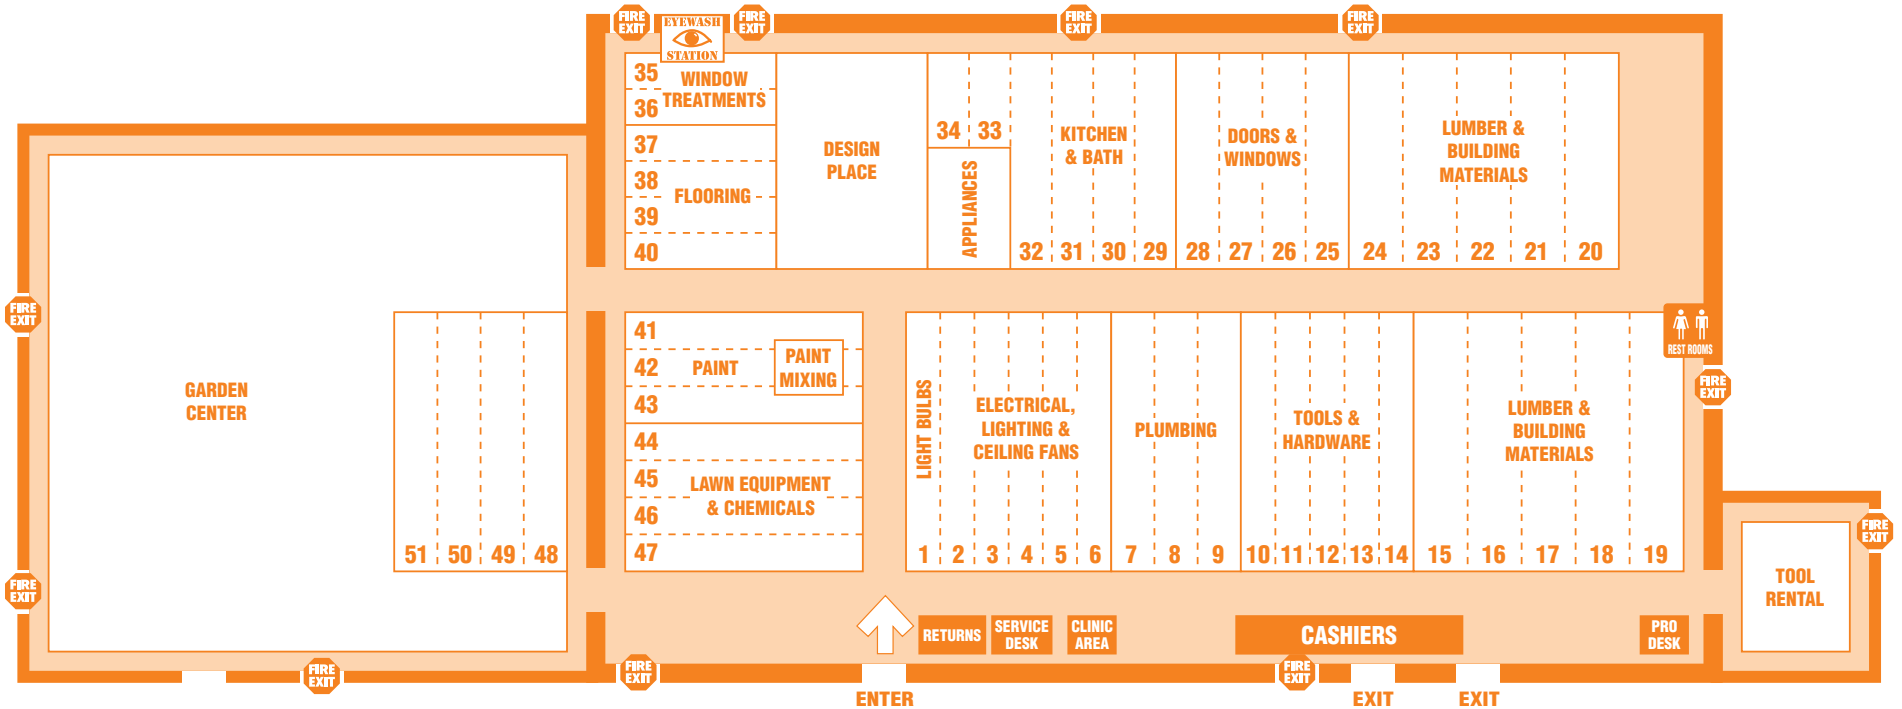 FIRE
EXIT
EYEWASH
STATION
FIRE
EXIT
FIRE
EXIT
FIRE
EXIT
35
36
WINDOW
TREATMENTS
37
38
39
40
FLOORING
DESIGN
PLACE
34 33
APPLIANCES
KITCHEN
& BATH
32 31 30 29
DOORS &
WINDOWS
28 27 26 25
LUMBER &
BUILDING
MATERIALS
24 23 22 21 20
FIRE
EXIT
GARDEN
CENTER
51 50 49 48
FIRE
EXIT
FIRE
EXIT
41
42
43
PAINT
PAINT
MIXING
44
45
46
47
LAWN EQUIPMENT
& CHEMICALS
LIGHT BULBS
ELECTRICAL,
LIGHTING &
CEILING FANS
1 2 3 4 5 6
PLUMBING
7 8 9
TOOLS &
HARDWARE
10 11 12 13 14
LUMBER &
BUILDING
MATERIALS
15 16 17 18 19
REST ROOMS
FIRE
EXIT
FIRE
EXIT
TOOL
RENTAL
RETURNS
SERVICE
DESK
CLINIC
AREA
CASHIERS
PRO
DESK
FIRE
EXIT
FIRE
EXIT
ENTER
EXIT
EXIT